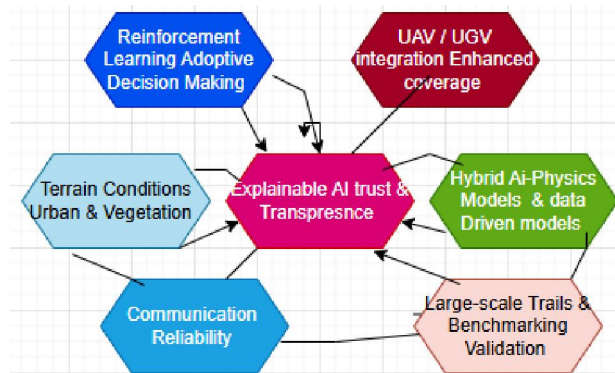 Reinforcement
Learning Adoptive
Decision Making
UAV / UGV
integration Enhanced
coverage
Terrain Conditions
Urban & Vegetation
Explainable AI trust &
Transpresnce
Hybrid Ai-Physics
Models & data
Driven models
Communication
Reliability
Large-scale Trails &
Benchmarking
Validation